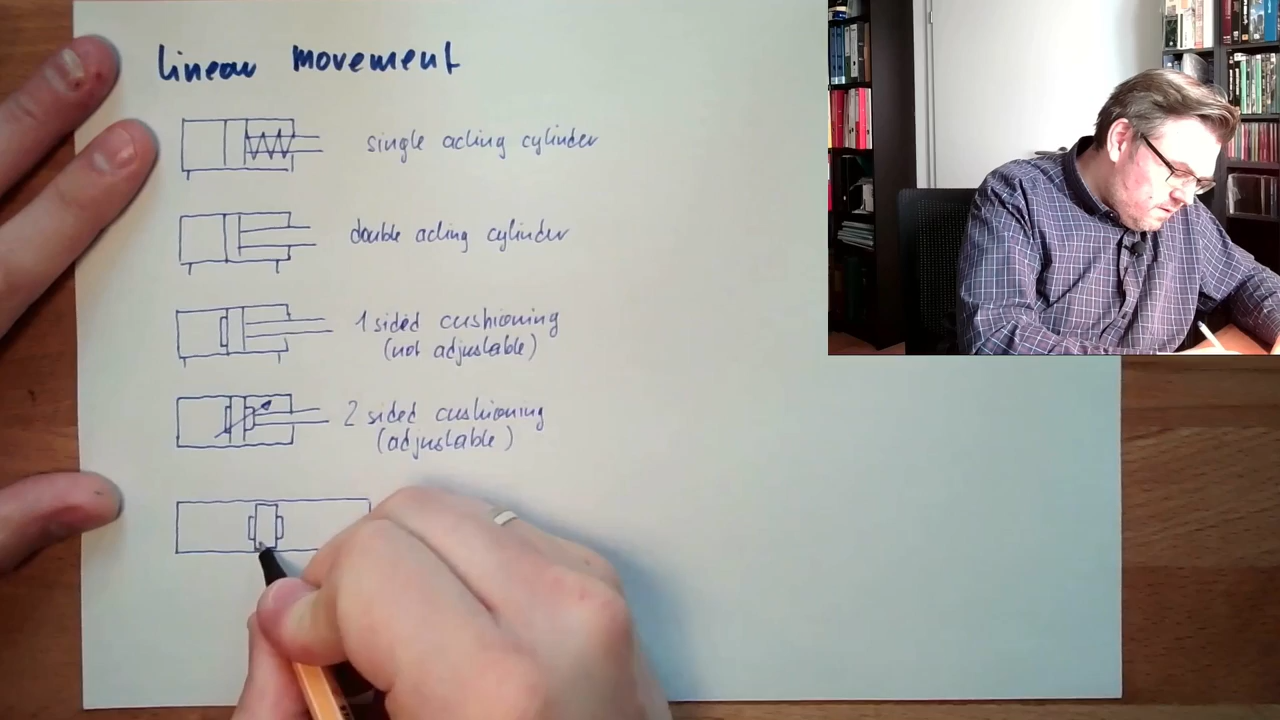 linear movement
single acting cylinder
double acting cylinder
1 sided cushioning
(not adjustable)
2 sided cushioning
(adjustable)